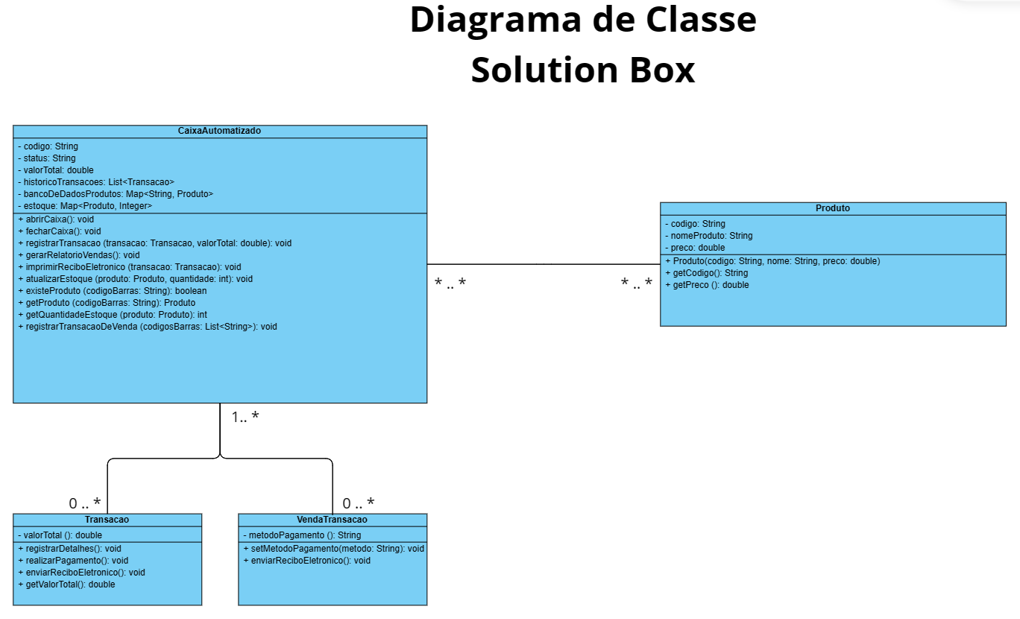 Diagrama de Classe
Solution Box
CaixaAutomatizado
- codigo: String
- status: String
- valorTotal: double
- historicoTransacoes: List<Transacao>
- bancoDeDadosProdutos: Map<String, Produto>
- estoque: Map<Produto, Integer>
+ abrirCaixa(): void
+ fecharCaixa(): void
+ registrarTransacao (transacao: Transacao, valorTotal: double): void
+ gerarRelatorioVendas(): void
+ imprimirReciboEletronico (transacao: Transacao): void
+ atualizarEstoque (produto: Produto, quantidade: int): void
+ existeProduto (codigoBarras: String): boolean
+ getProduto (codigoBarras: String): Produto
+ getQuantidadeEstoque (produto: Produto): int
+ registrarTransacaoDeVenda (codigosBarras: List<String>): void
* .. *
* .. *
Produto
- codigo: String
- nomeProduto: String
- preco: double
+ Produto(codigo: String, nome: String, preco: double)
+ getCodigo(): String
+ getPreco (): double
1.. *
0 .. *
0 .. *
Transacao
- valorTotal (): double
+ registrarDetalhes(): void
+ realizarPagamento(): void
+ enviarReciboEletronico(): void
+ getValorTotal(): double
VendaTransacao
- metodoPagamento (): String
+ setMetodoPagamento(metodo: String): void
+ enviarReciboEletronico(): void